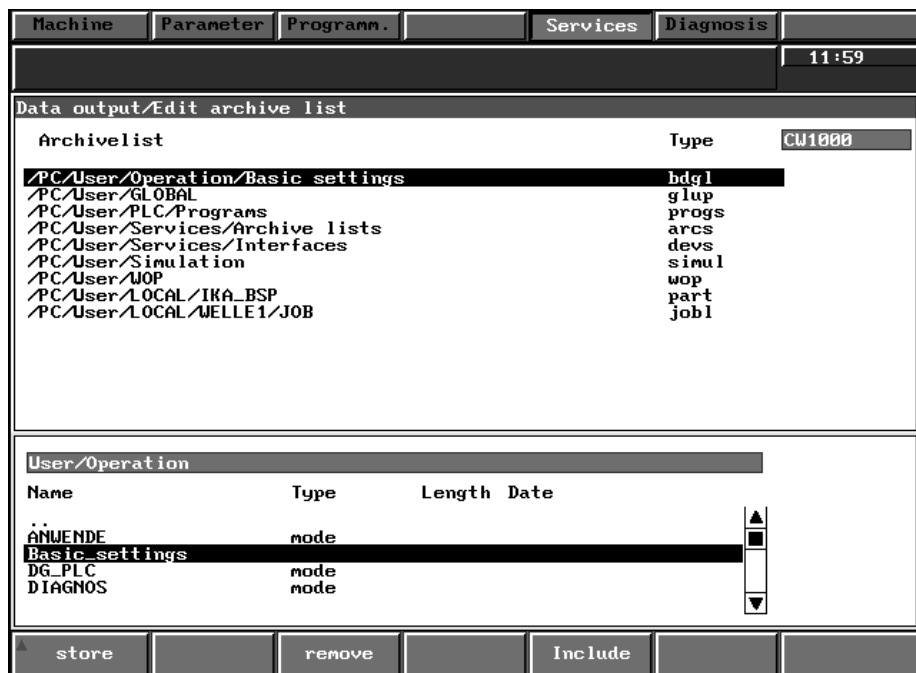 Machine Parameter Programm. Services Diagnosis
11:59
Data output/Edit archive list
Archivelist Type CW1000
/PC/User/Operation/Basic settings bdgl
/PC/User/GLOBAL glup
/PC/User/PLC/Programs progs
/PC/User/Services/Archive lists arcs
/PC/User/Services/Interfaces devs
/PC/User/Simulation simul
/PC/User/WOP wop
/PC/User/LOCAL/IKA_BSP part
/PC/User/LOCAL/WELLE1/JOB jobl
User/Operation
Name Type Length Date
..
ANWENDE mode
Basic_settings
DG_PLC mode
DIAGNOS mode
store remove Include